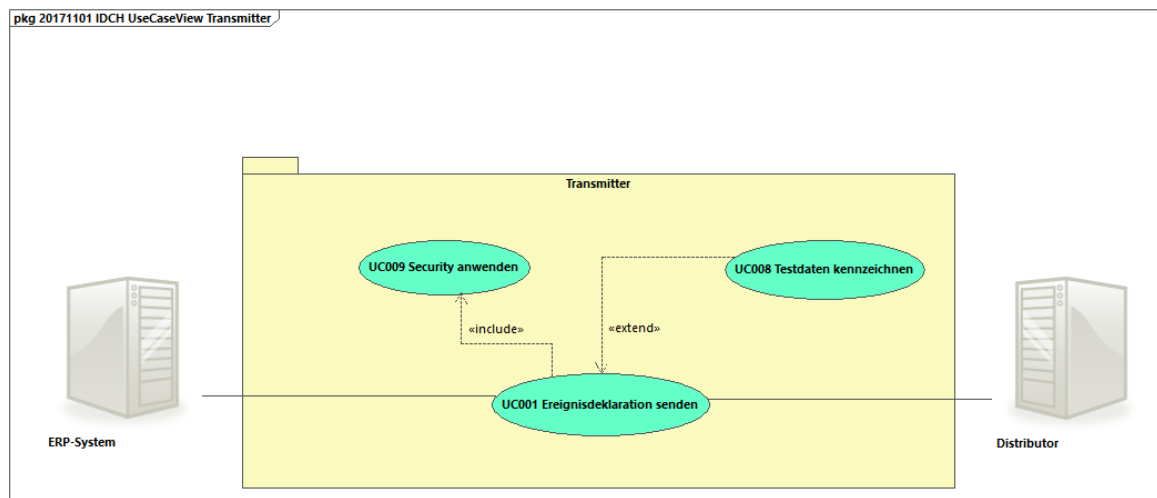 pkg 20171101 IDCH UseCaseView Transmitter
Transmitter
UC009 Security anwenden
UC008 Testdaten kennzeichnen
«include»
«extend»
UC001 Ereignisdeklaration senden
ERP-System
Distributor